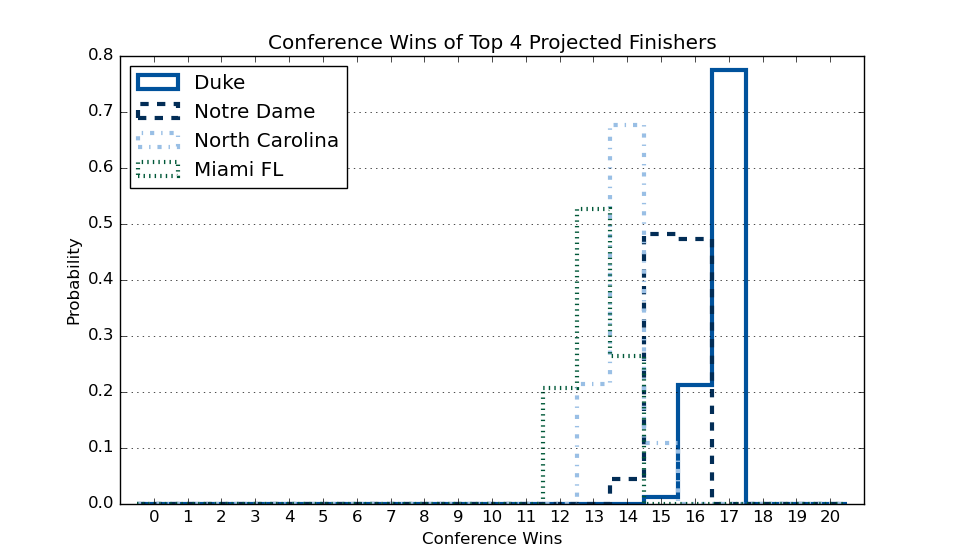 Conference Wins of Top 4 Projected Finishers
Duke
Notre Dame
North Carolina
Miami FL
Probability
0.8
0.7
0.6
0.5
0.4
0.3
0.2
0.1
0.0
0 1 2 3 4 5 6 7 8 9 10 11 12 13 14 15 16 17 18 19 20
Conference Wins